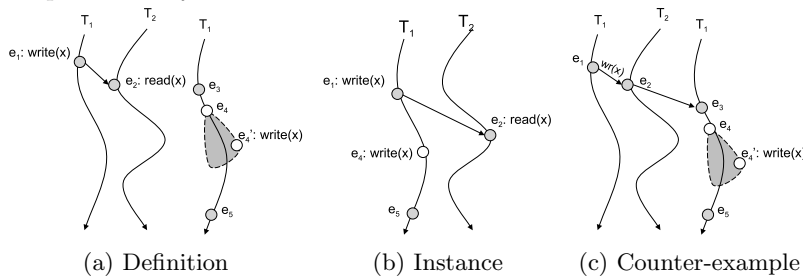 T1 T2 T1
e1: write(x)
e2: read(x)
e3
e4
e4': write(x)
e5
(a) Definition
T1 T2
e1: write(x)
e2: read(x)
e4: write(x)
e5
(b) Instance
T1 T2 T1
e1
wr(x)
e2
e3
e4
e4': write(x)
e5
(c) Counter-example